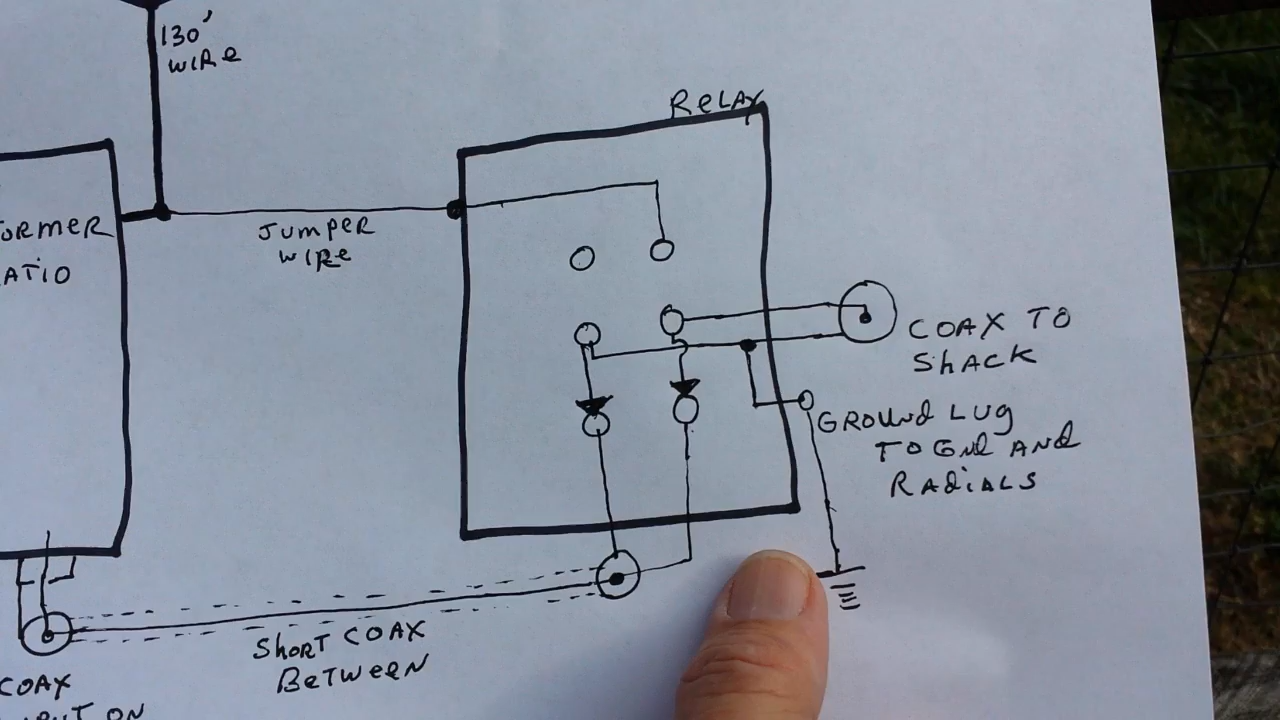 130'
WIRE
RELAY
JUMPER
WIRE
ORMER
ATIO
COAX TO
SHACK
GROUND LUG
TO GND AND
RADIALS
SHORT COAX
BETWEEN
COAX
ON